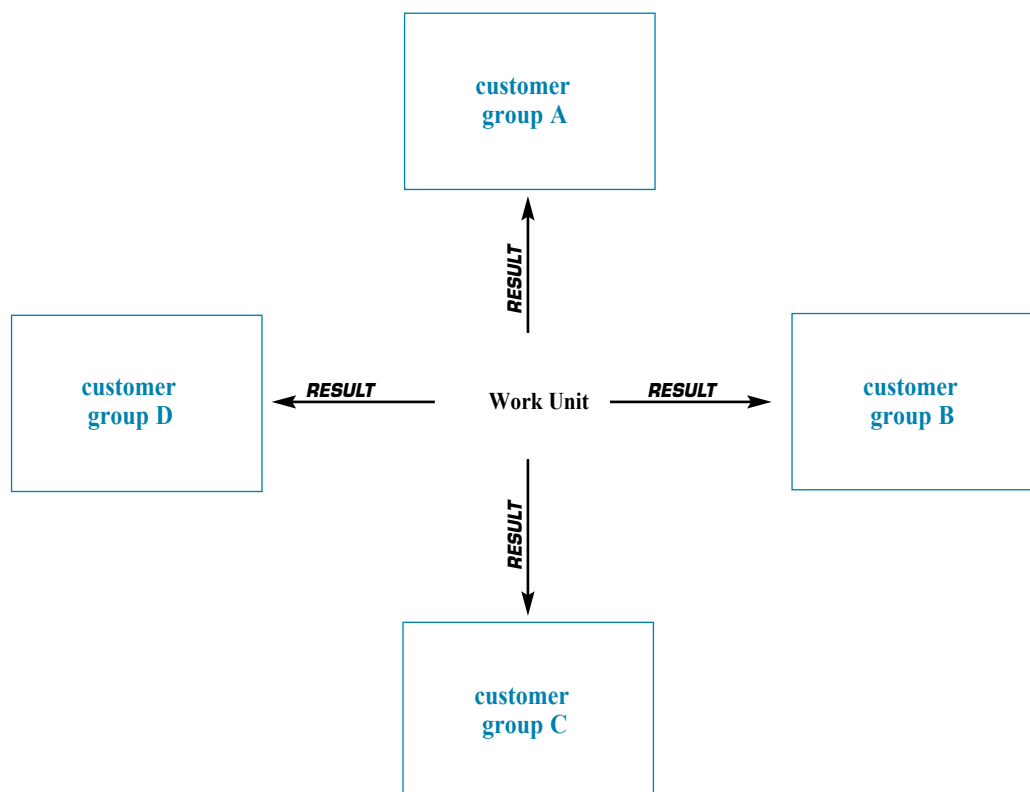 customer
group A
RESULT
customer
group D
RESULT
Work Unit
RESULT
customer
group B
RESULT
customer
group C